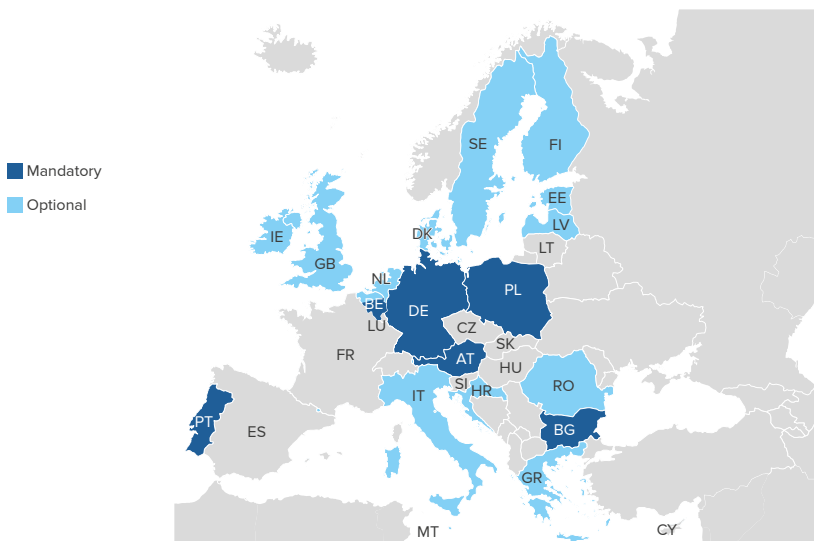 Mandatory
Optional
SE
FI
EE
LV
LT
DK
IE
GB
NL
BE
LU
DE
PL
CZ
SK
AT
HU
FR
SI
HR
IT
RO
BG
PT
ES
GR
MT
CY